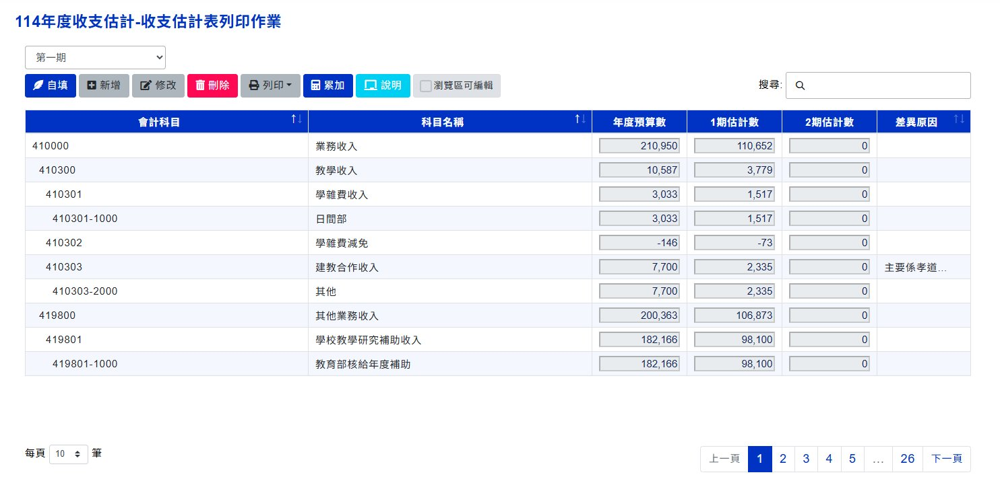 114年度收支估計-收支估計表列印作業
第一期
自填 新增 修改 刪除 列印 累加 說明 瀏覽區可編輯 搜尋:
會計科目 科目名稱 年度預算數 1期估計數 2期估計數 差異原因
410000 業務收入 210,950 110,652 0
410300 教學收入 10,587 3,779 0
410301 學雜費收入 3,033 1,517 0
410301-1000 日間部 3,033 1,517 0
410302 學雜費減免 -146 -73 0
410303 建教合作收入 7,700 2,335 0 主要係孝道...
410303-2000 其他 7,700 2,335 0
419800 其他業務收入 200,363 106,873 0
419801 學校教學研究補助收入 182,166 98,100 0
419801-1000 教育部核給年度補助 182,166 98,100 0
每頁 10 筆 上一頁 1 2 3 4 5 ... 26 下一頁